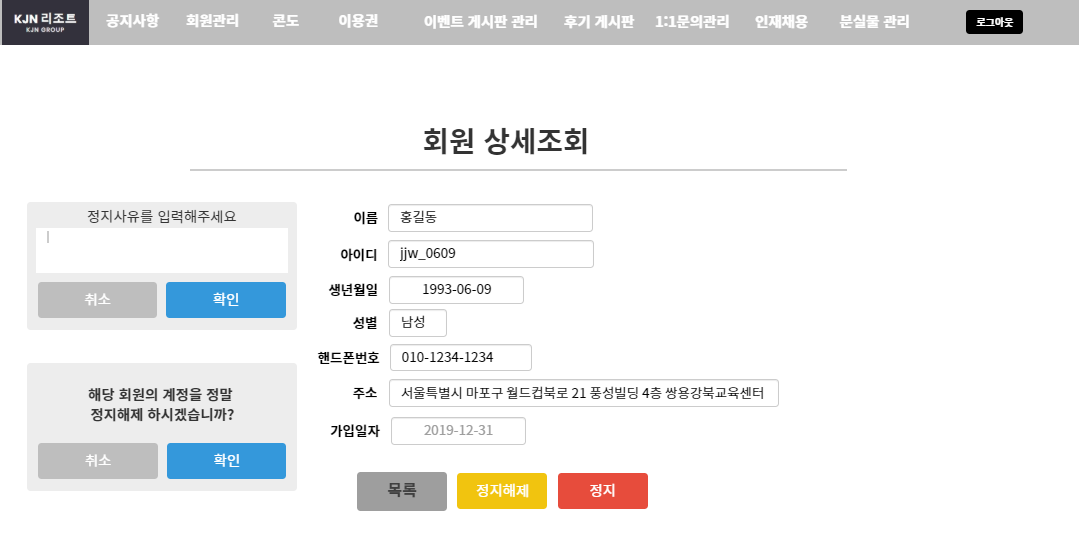 KJN 리조트
KJN GROUP
공지사항 회원관리 콘도 이용권 이벤트 게시판 관리 후기 게시판 1:1문의관리 인재채용 분실물 관리 로그아웃
회원 상세조회
정지사유를 입력해주세요
취소 확인
해당 회원의 계정을 정말
정지해제 하시겠습니까?
취소 확인
이름 홍길동
아이디 jjw_0609
생년월일 1993-06-09
성별 남성
핸드폰번호 010-1234-1234
주소 서울특별시 마포구 월드컵북로 21 풍성빌딩 4층 쌍용강북교육센터
가입일자 2019-12-31
목록 정지해제 정지